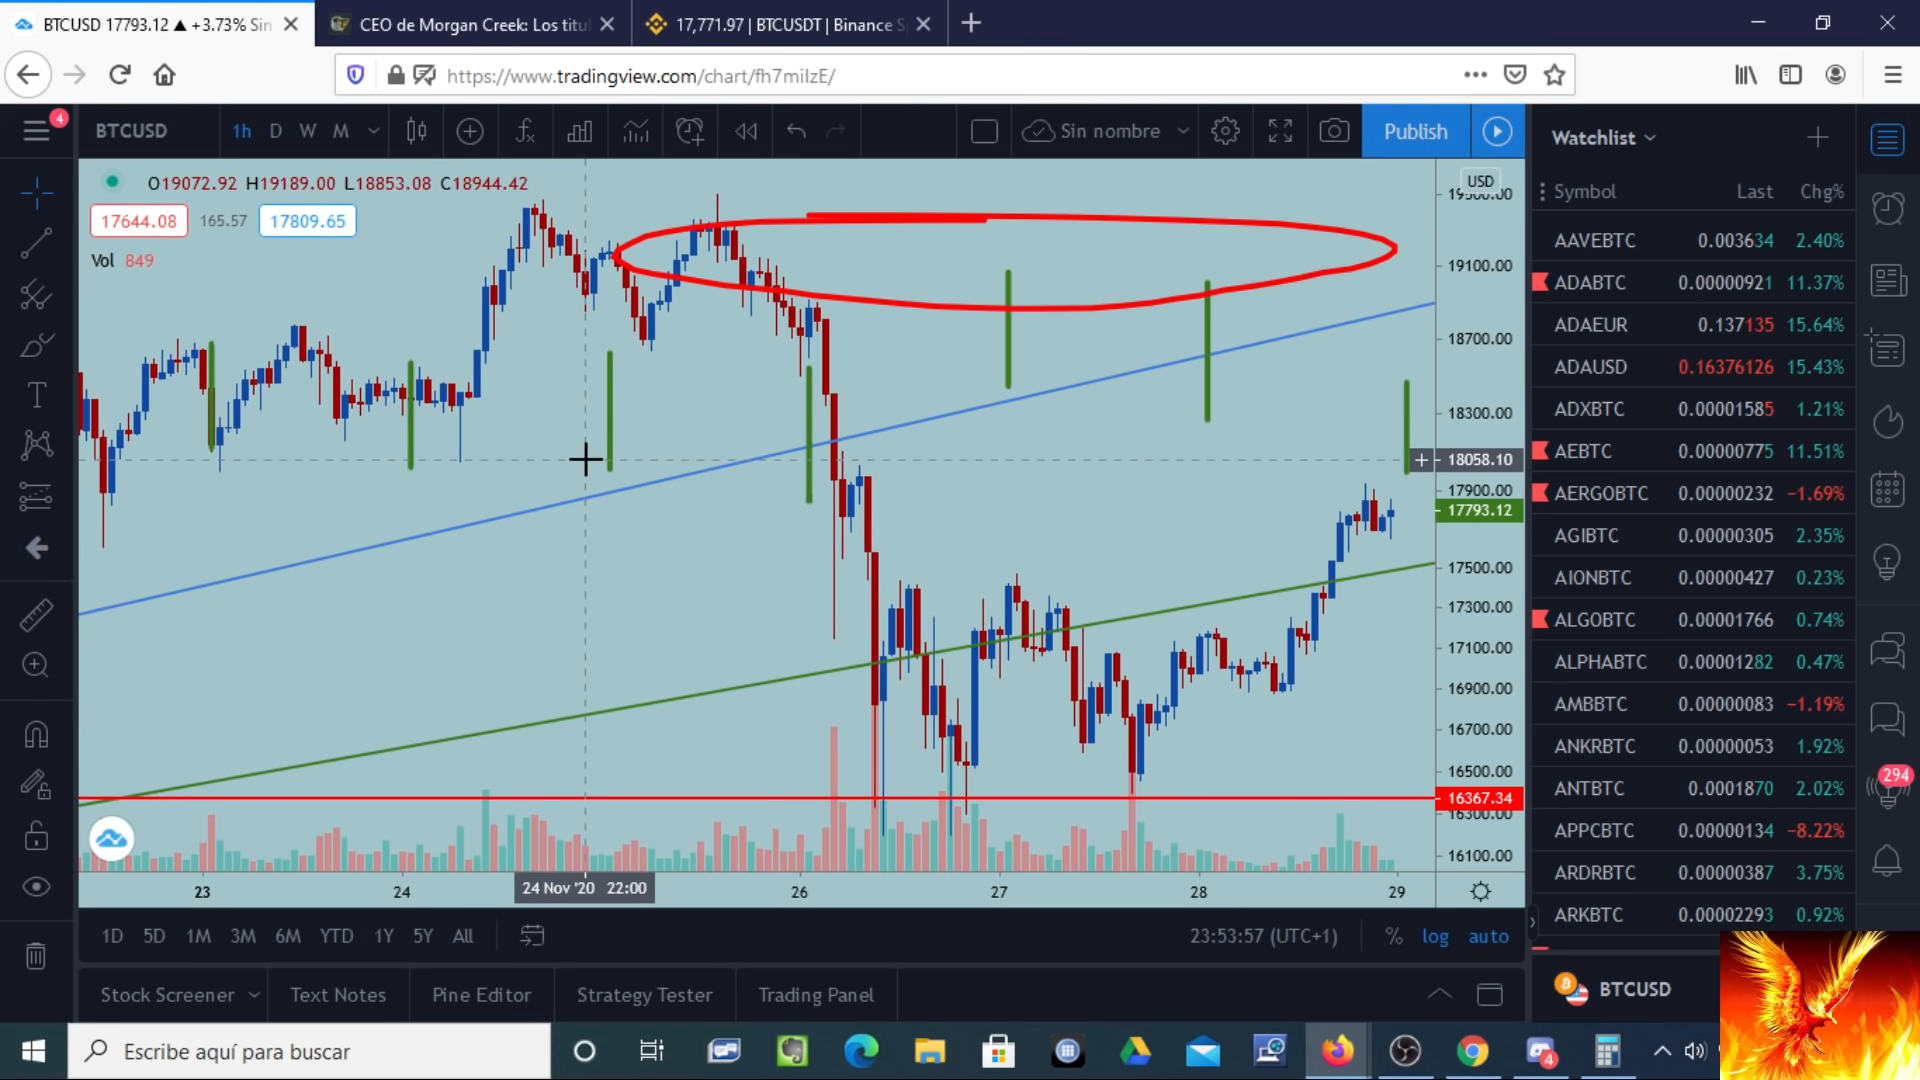 BTCUSD 17793.12 ▲ +3.73% Sin
CEO de Morgan Creek: Los titul
17,771.97 | BTCUSDT | Binance S
https://www.tradingview.com/chart/fh7miIzE/
4
BTCUSD
1h D W M
Sin nombre
Publish
Watchlist
O19072.92 H19189.00 L18853.08 C18944.42
USD
17644.08 165.57 17809.65
Vol 849
19100.00
18700.00
18300.00
18058.10
17900.00
17793.12
17500.00
17300.00
17100.00
16900.00
16700.00
16500.00
16367.34
16300.00
16100.00
23 24 24 Nov '20 22:00 26 27 28 29
1D 5D 1M 3M 6M YTD 1Y 5Y All
23:53:57 (UTC+1) % log auto
Stock Screener Text Notes Pine Editor Strategy Tester Trading Panel
Symbol Last Chg%
AAVEBTC 0.003634 2.40%
ADABTC 0.00000921 11.37%
ADAEUR 0.137135 15.64%
ADAUSD 0.16376126 15.43%
ADXBTC 0.00001585 1.21%
AEBTC 0.00000775 11.51%
AERGOBTC 0.00000232 −1.69%
AGIBTC 0.00000305 2.35%
AIONBTC 0.00000427 0.23%
ALGOBTC 0.00001766 0.74%
ALPHABTC 0.00001282 0.47%
AMBBTC 0.00000083 −1.19%
ANKRBTC 0.00000053 1.92%
ANTBTC 0.0001870 2.02%
APPCBTC 0.00000134 −8.22%
ARDRBTC 0.00000387 3.75%
ARKBTC 0.00002293 0.92%
294
BTCUSD
Escribe aquí para buscar
4